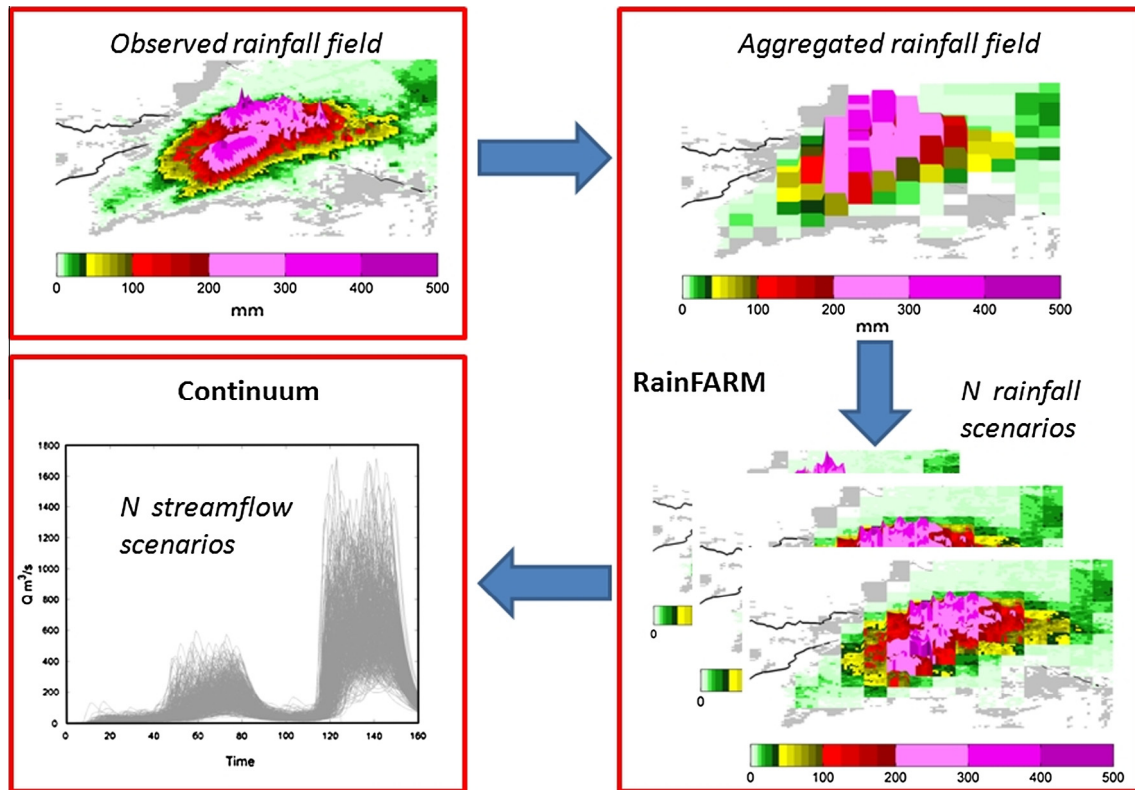 Observed rainfall field
0 100 200 300 400 500
mm
Aggregated rainfall field
0 100 200 300 400 500
mm
RainFARM
N rainfall
scenarios
0
0
0 100 200 300 400 500
Continuum
N streamflow
scenarios
Q m³/s
1800
1600
1400
1200
1000
800
600
400
200
0
0 20 40 60 80 100 120 140 160
Time